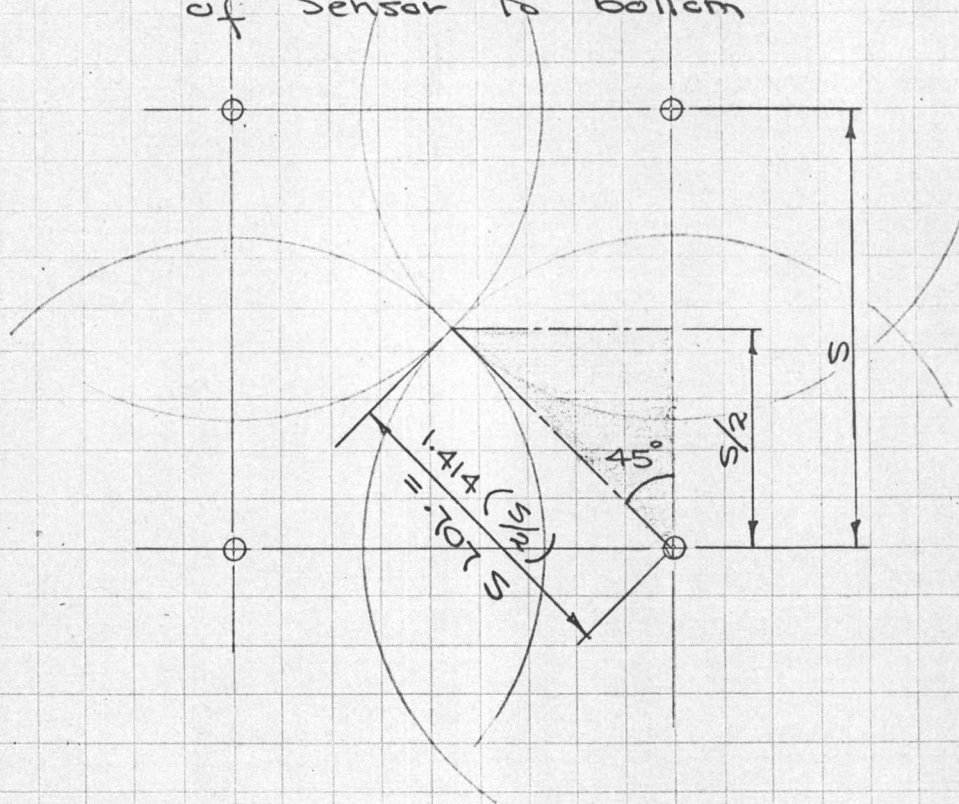 of Sensor to bottom
S
S/2
45°
1.414 (S/2)
= .707 S